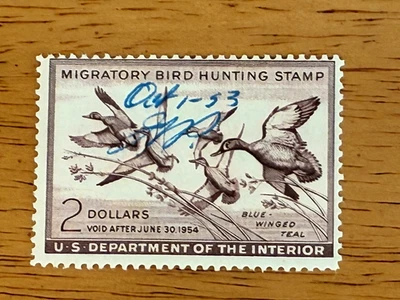 MIGRATORY BIRD HUNTING STAMP
Oct 1-53
2 DOLLARS
VOID AFTER JUNE 30, 1954
BLUE-
WINGED
TEAL
U·S·DEPARTMENT OF THE INTERIOR